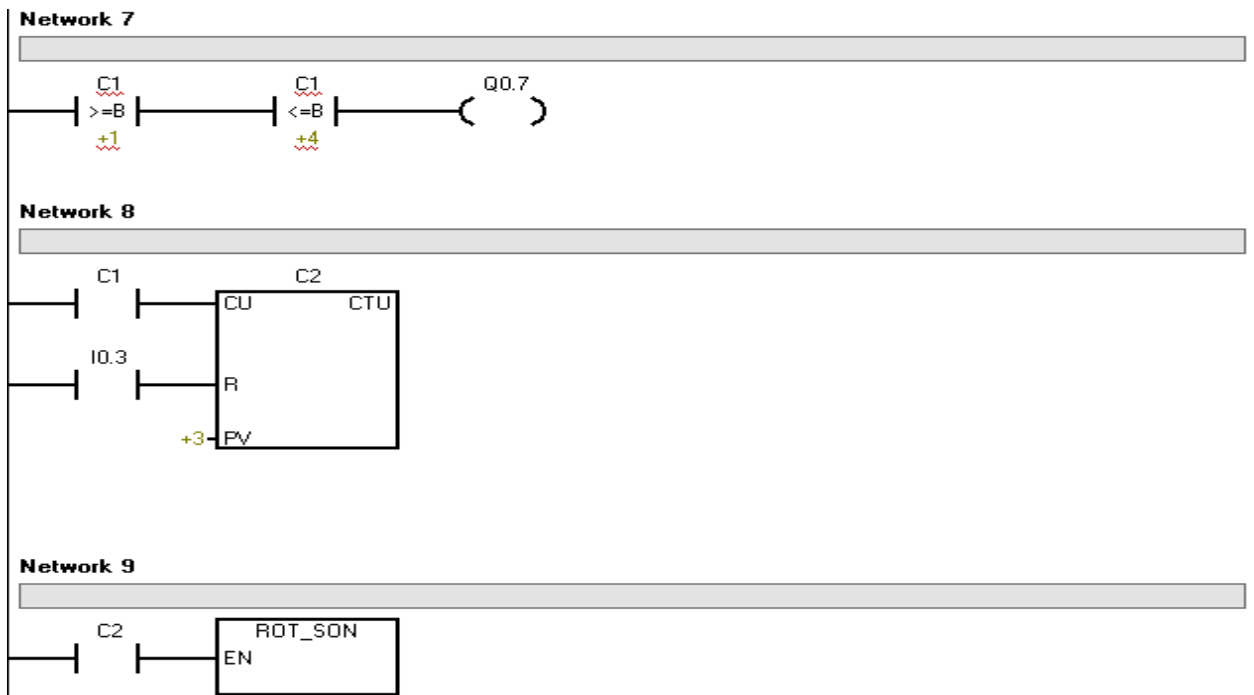 Network 7
C1 C1 Q0.7
>=B <=B
+1 +4
Network 8
C1 C2
CU CTU
I0.3
R
+3 PV
Network 9
C2 ROT_SON
EN